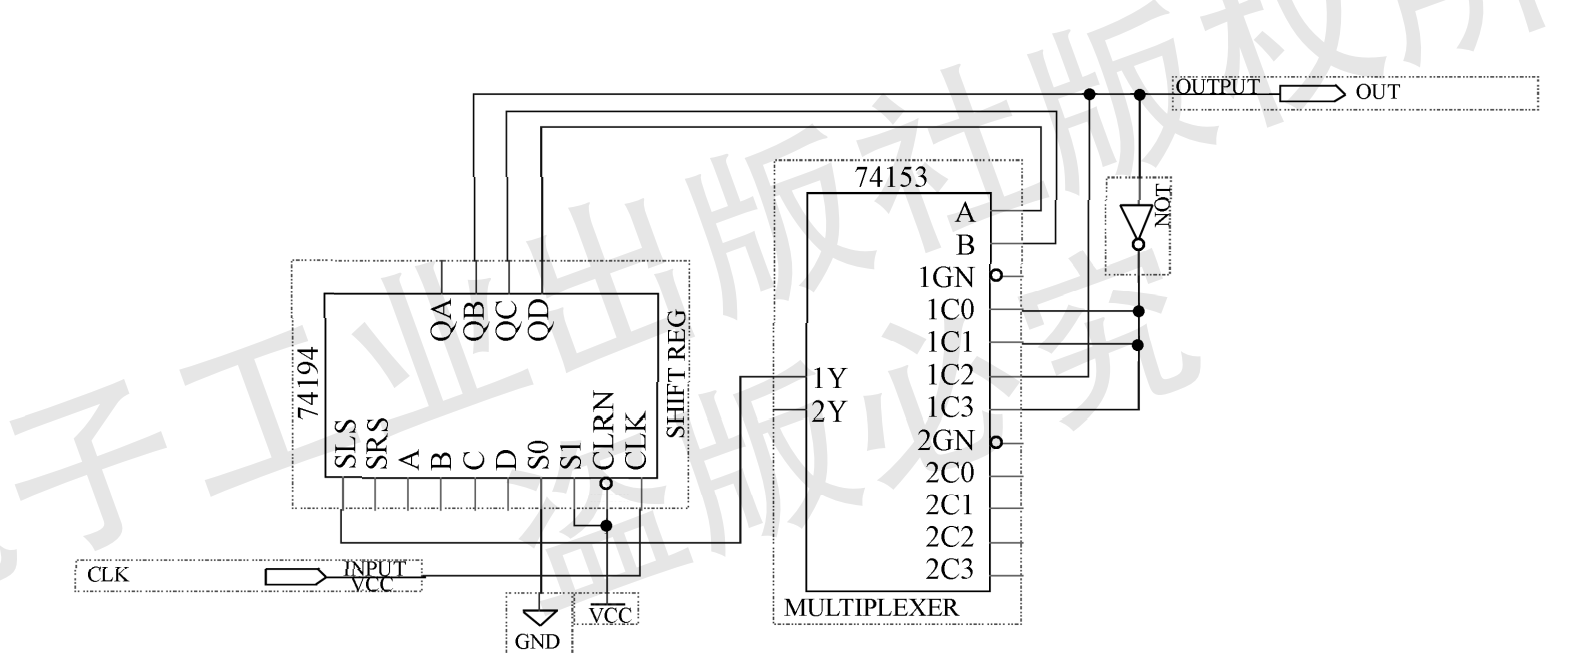 OUTPUT
OUT
74153
A
B
1GN
1C0
1C1
1C2
1C3
2GN
2C0
2C1
2C2
2C3
1Y
2Y
MULTIPLEXER
NOT
QA
QB
QC
QD
74194
SHIFT REG
SLS
SRS
A
B
C
D
S0
S1
CLRN
CLK
CLK
INPUT
VCC
GND
VCC
电子工业出版社版权所有
盗版必究